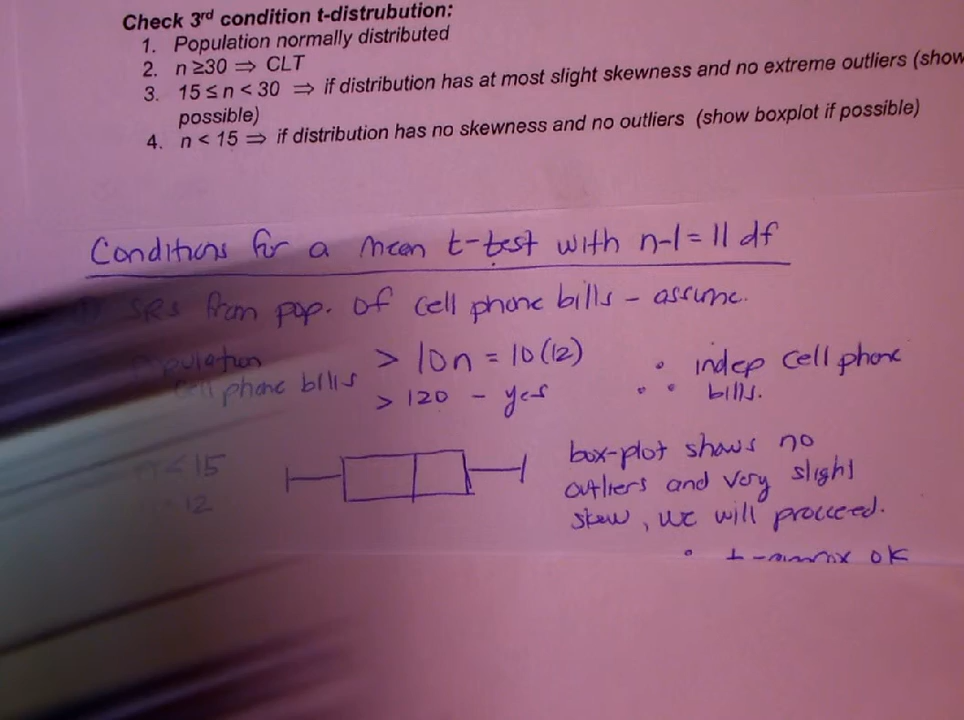 Check 3rd condition t-distrubution:
1. Population normally distributed
2. n ≥30 ⇒ CLT
3. 15 ≤ n < 30 ⇒ if distribution has at most slight skewness and no extreme outliers (show
possible)
4. n < 15 ⇒ if distribution has no skewness and no outliers (show boxplot if possible)
Conditions for a mean t-test with n-1 = 11 df
SRS from pop. of cell phone bills - assume.
> 10n = 10(12) ∴ indep cell phone
cell phone bills > 120 - yes bills.
n < 15 box-plot shows no
12 outliers and very slight
skew, we will procceed.
OK